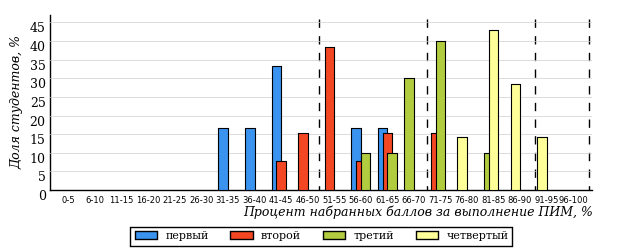 45
40
35
30
25
20
15
10
5
0
Доля студентов, %
0-5 6-10 11-15 16-20 21-25 26-30 31-35 36-40 41-45 46-50 51-55 56-60 61-65 66-70 71-75 76-80 81-85 86-90 91-95 96-100
Процент набранных баллов за выполнение ПИМ, %
первый второй третий четвертый